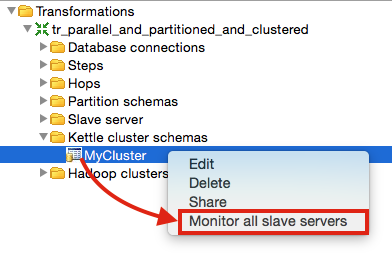 Transformations
tr_parallel_and_partitioned_and_clustered
Database connections
Steps
Hops
Partition schemas
Slave server
Kettle cluster schemas
MyCluster
Hadoop clusters
Edit
Delete
Share
Monitor all slave servers